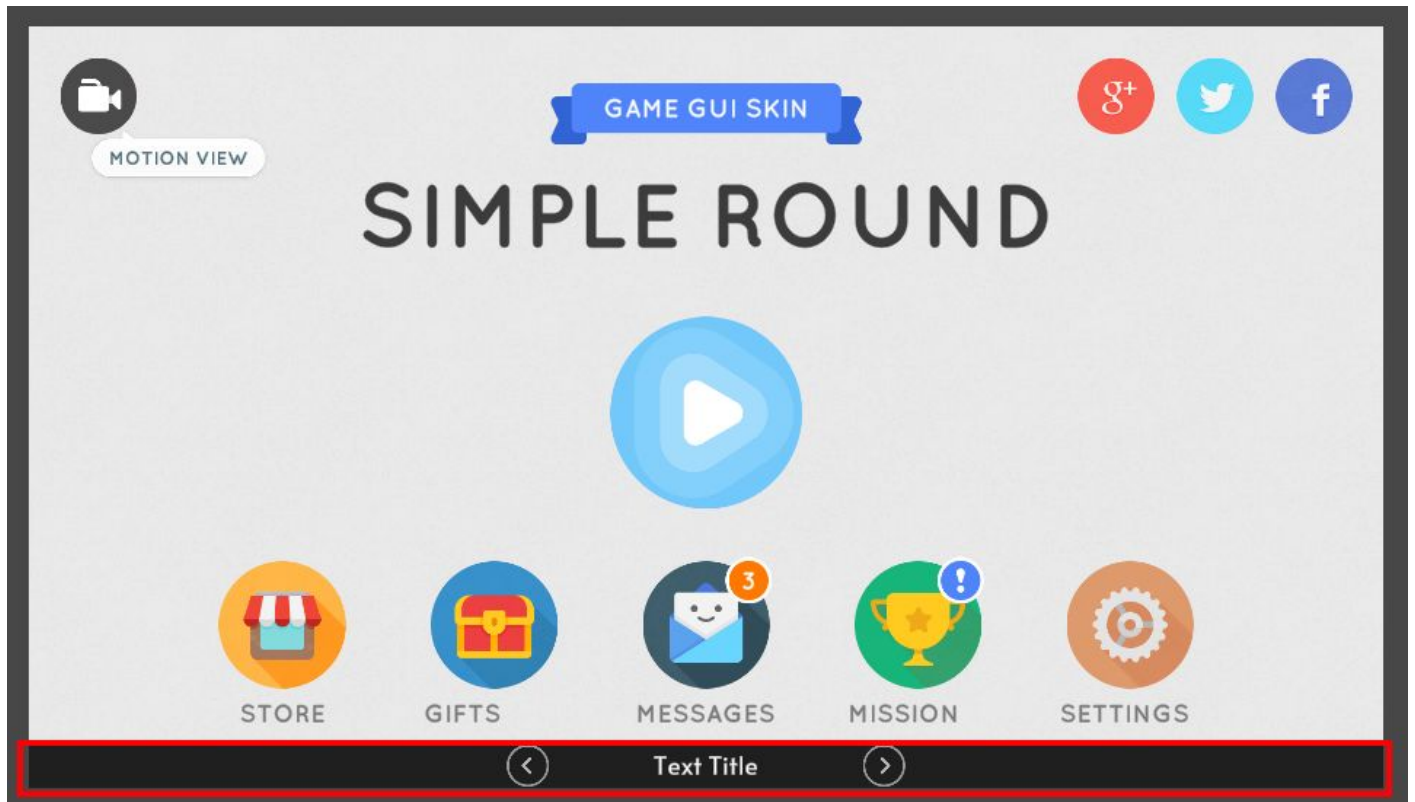 GAME GUI SKIN
g+
f
MOTION VIEW
SIMPLE ROUND
3
!
STORE
GIFTS
MESSAGES
MISSION
SETTINGS
Text Title